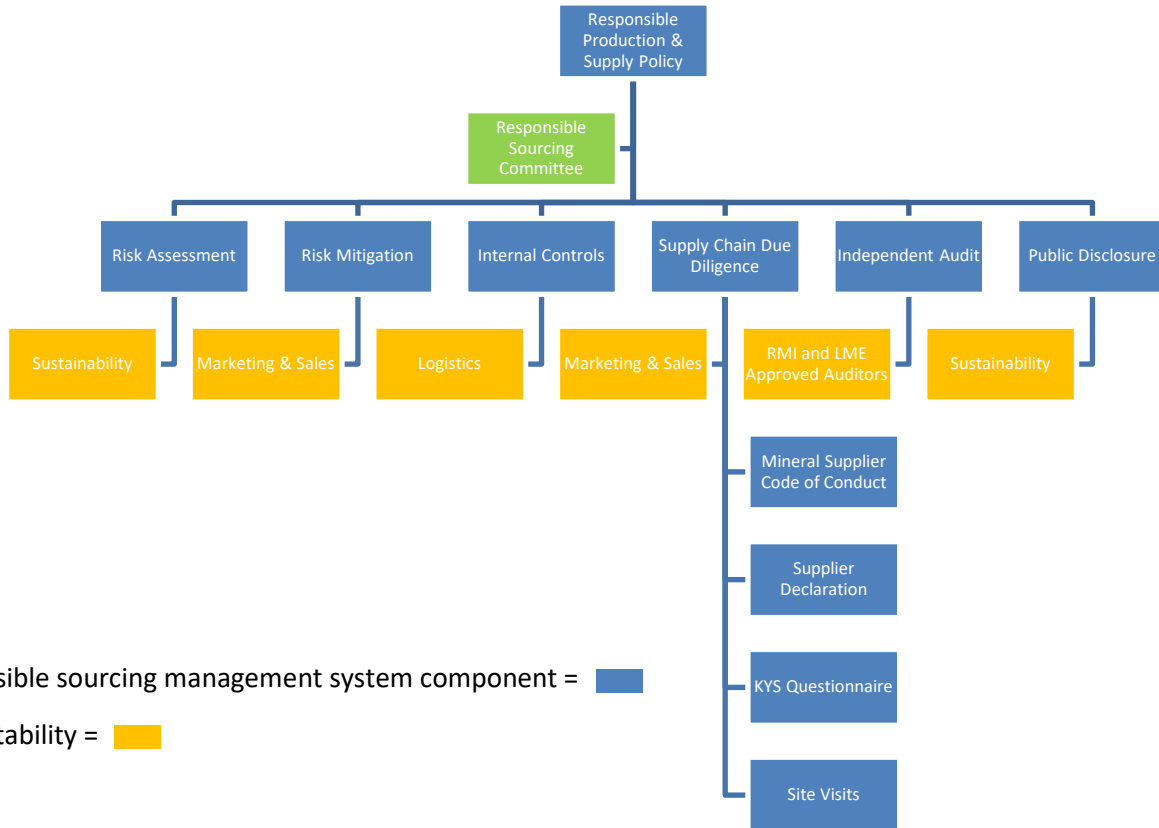 Responsible
Production &
Supply Policy
Responsible
Sourcing
Committee
Risk Assessment
Risk Mitigation
Internal Controls
Supply Chain Due
Diligence
Independent Audit
Public Disclosure
Sustainability
Marketing & Sales
Logistics
Marketing & Sales
RMI and LME
Approved Auditors
Sustainability
Mineral Supplier
Code of Conduct
Supplier
Declaration
KYS Questionnaire
Site Visits
sible sourcing management system component =
tability =